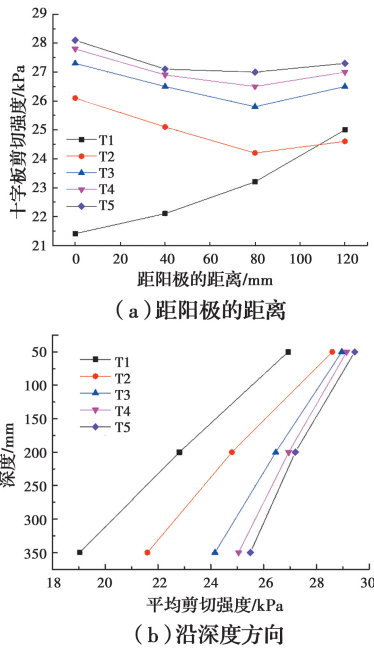 29
28
27
26
25
24
23
22
21
十字板剪切强度/kPa
T1
T2
T3
T4
T5
0 20 40 60 80 100 120
距阳极的距离/mm
(a)距阳极的距离
50
100
150
200
250
300
350
深度/mm
T1
T2
T3
T4
T5
18 20 22 24 26 28 30
平均剪切强度/kPa
(b)沿深度方向